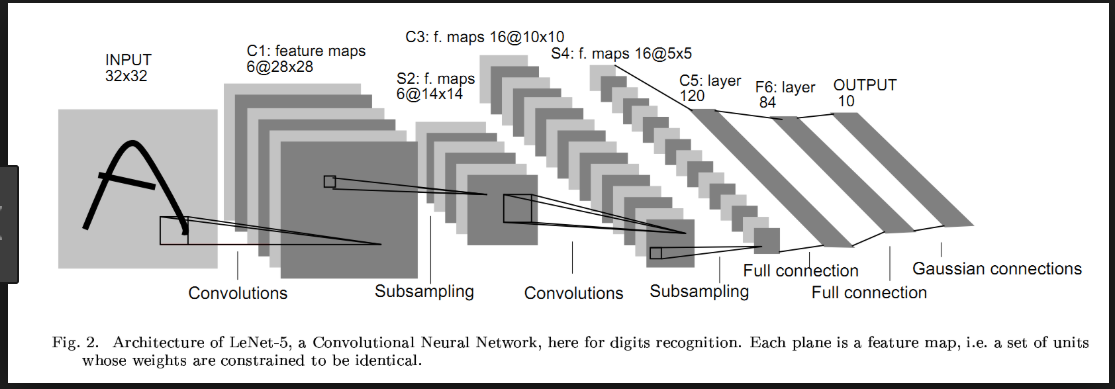 INPUT
32x32
C1: feature maps
6@28x28
S2: f. maps
6@14x14
C3: f. maps 16@10x10
S4: f. maps 16@5x5
C5: layer
120
F6: layer
84
OUTPUT
10
Convolutions
Subsampling
Convolutions
Subsampling
Full connection
Full connection
Gaussian connections
Fig. 2. Architecture of LeNet-5, a Convolutional Neural Network, here for digits recognition. Each plane is a feature map, i.e. a set of units
whose weights are constrained to be identical.